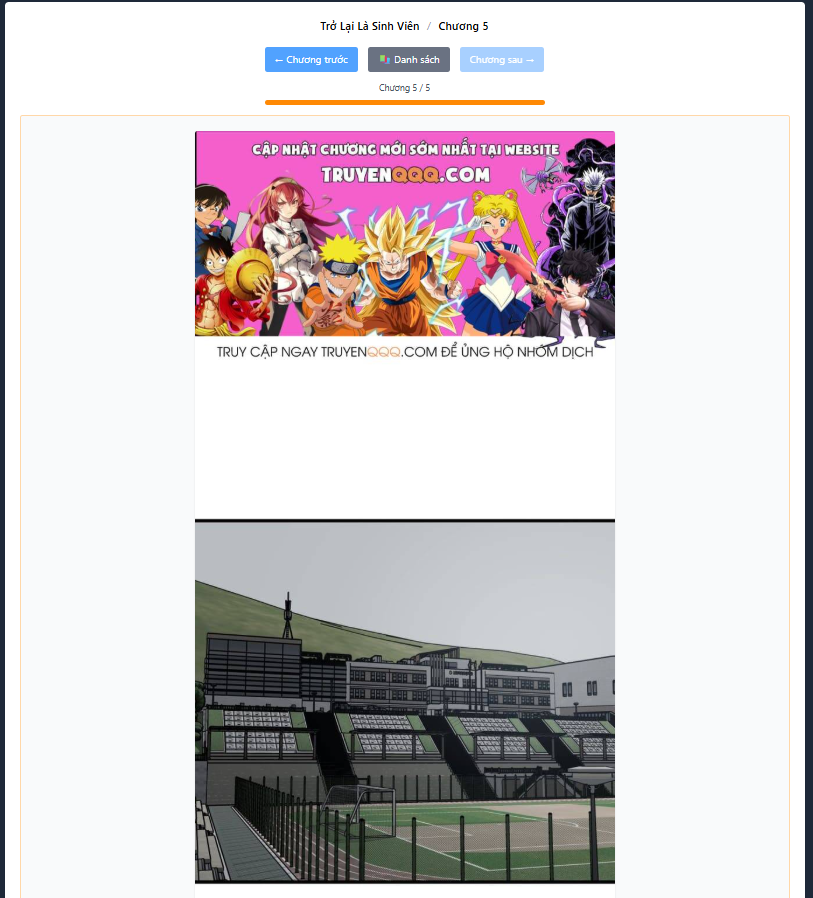 Trở Lại Là Sinh Viên / Chương 5
← Chương trước
Danh sách
Chương sau →
Chương 5 / 5
CẬP NHẬT CHƯƠNG MỚI SỚM NHẤT TẠI WEBSITE
TRUYENQQQ.COM
TRUY CẬP NGAY TRUYENQQQ.COM ĐỂ ỦNG HỘ NHÓM DỊCH